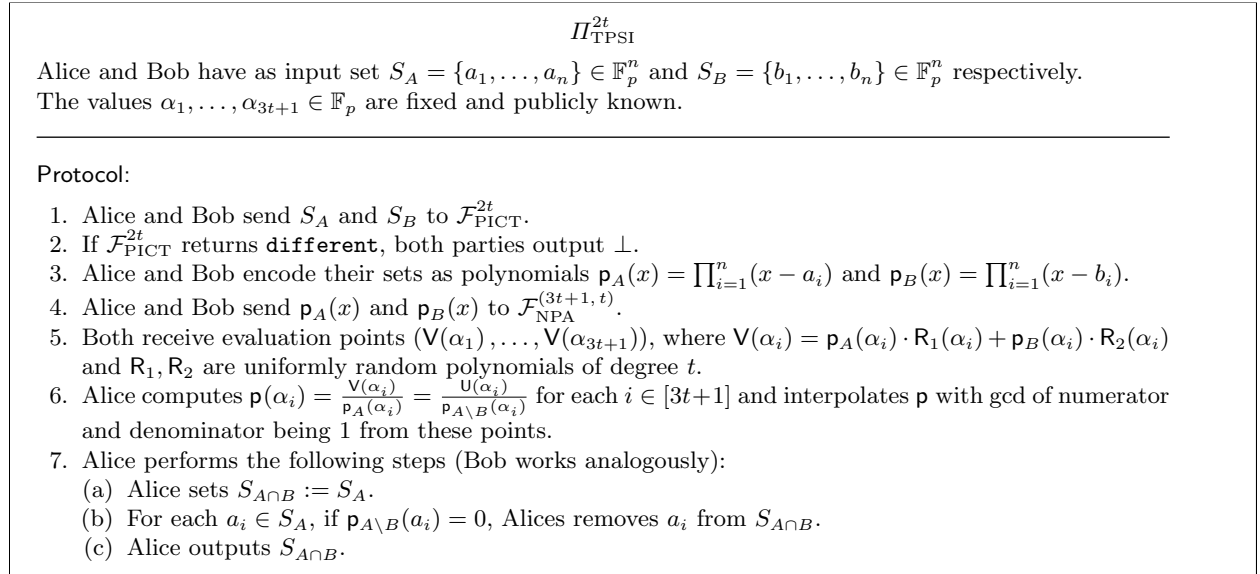 Π^{2t}_{TPSI}
Alice and Bob have as input set S_A = {a_1, . . . , a_n} ∈ 𝔽_p^n and S_B = {b_1, . . . , b_n} ∈ 𝔽_p^n respectively.
The values α_1, . . . , α_{3t+1} ∈ 𝔽_p are fixed and publicly known.
Protocol:
1. Alice and Bob send S_A and S_B to ℱ^{2t}_{PICT}.
2. If ℱ^{2t}_{PICT} returns different, both parties output ⊥.
3. Alice and Bob encode their sets as polynomials p_A(x) = ∏_{i=1}^n (x − a_i) and p_B(x) = ∏_{i=1}^n (x − b_i).
4. Alice and Bob send p_A(x) and p_B(x) to ℱ^{(3t+1, t)}_{NPA}.
5. Both receive evaluation points (V(α_1) , . . . , V(α_{3t+1})), where V(α_i) = p_A(α_i) · R_1(α_i) + p_B(α_i) · R_2(α_i)
and R_1, R_2 are uniformly random polynomials of degree t.
6. Alice computes p(α_i) = V(α_i)/p_A(α_i) = U(α_i)/p_{A\B}(α_i) for each i ∈ [3t+1] and interpolates p with gcd of numerator
and denominator being 1 from these points.
7. Alice performs the following steps (Bob works analogously):
(a) Alice sets S_{A∩B} := S_A.
(b) For each a_i ∈ S_A, if p_{A\B}(a_i) = 0, Alices removes a_i from S_{A∩B}.
(c) Alice outputs S_{A∩B}.